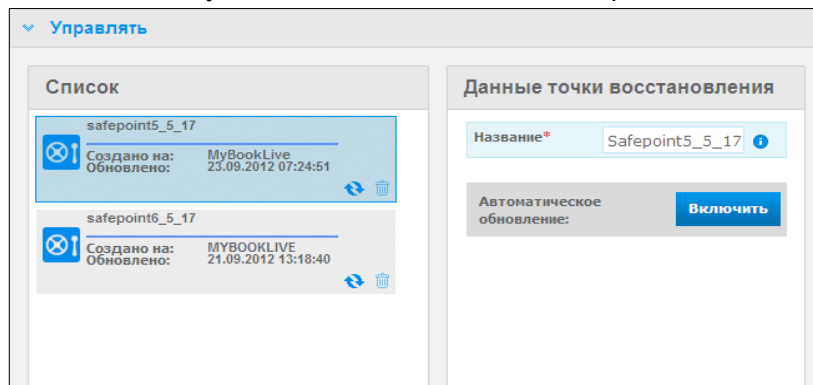 Управлять
Список
safepoint5_5_17
Создано на: MyBookLive
Обновлено: 23.09.2012 07:24:51
safepoint6_5_17
Создано на: MYBOOKLIVE
Обновлено: 21.09.2012 13:18:40
Данные точки восстановления
Название* Safepoint5_5_17
Автоматическое
обновление:
Включить